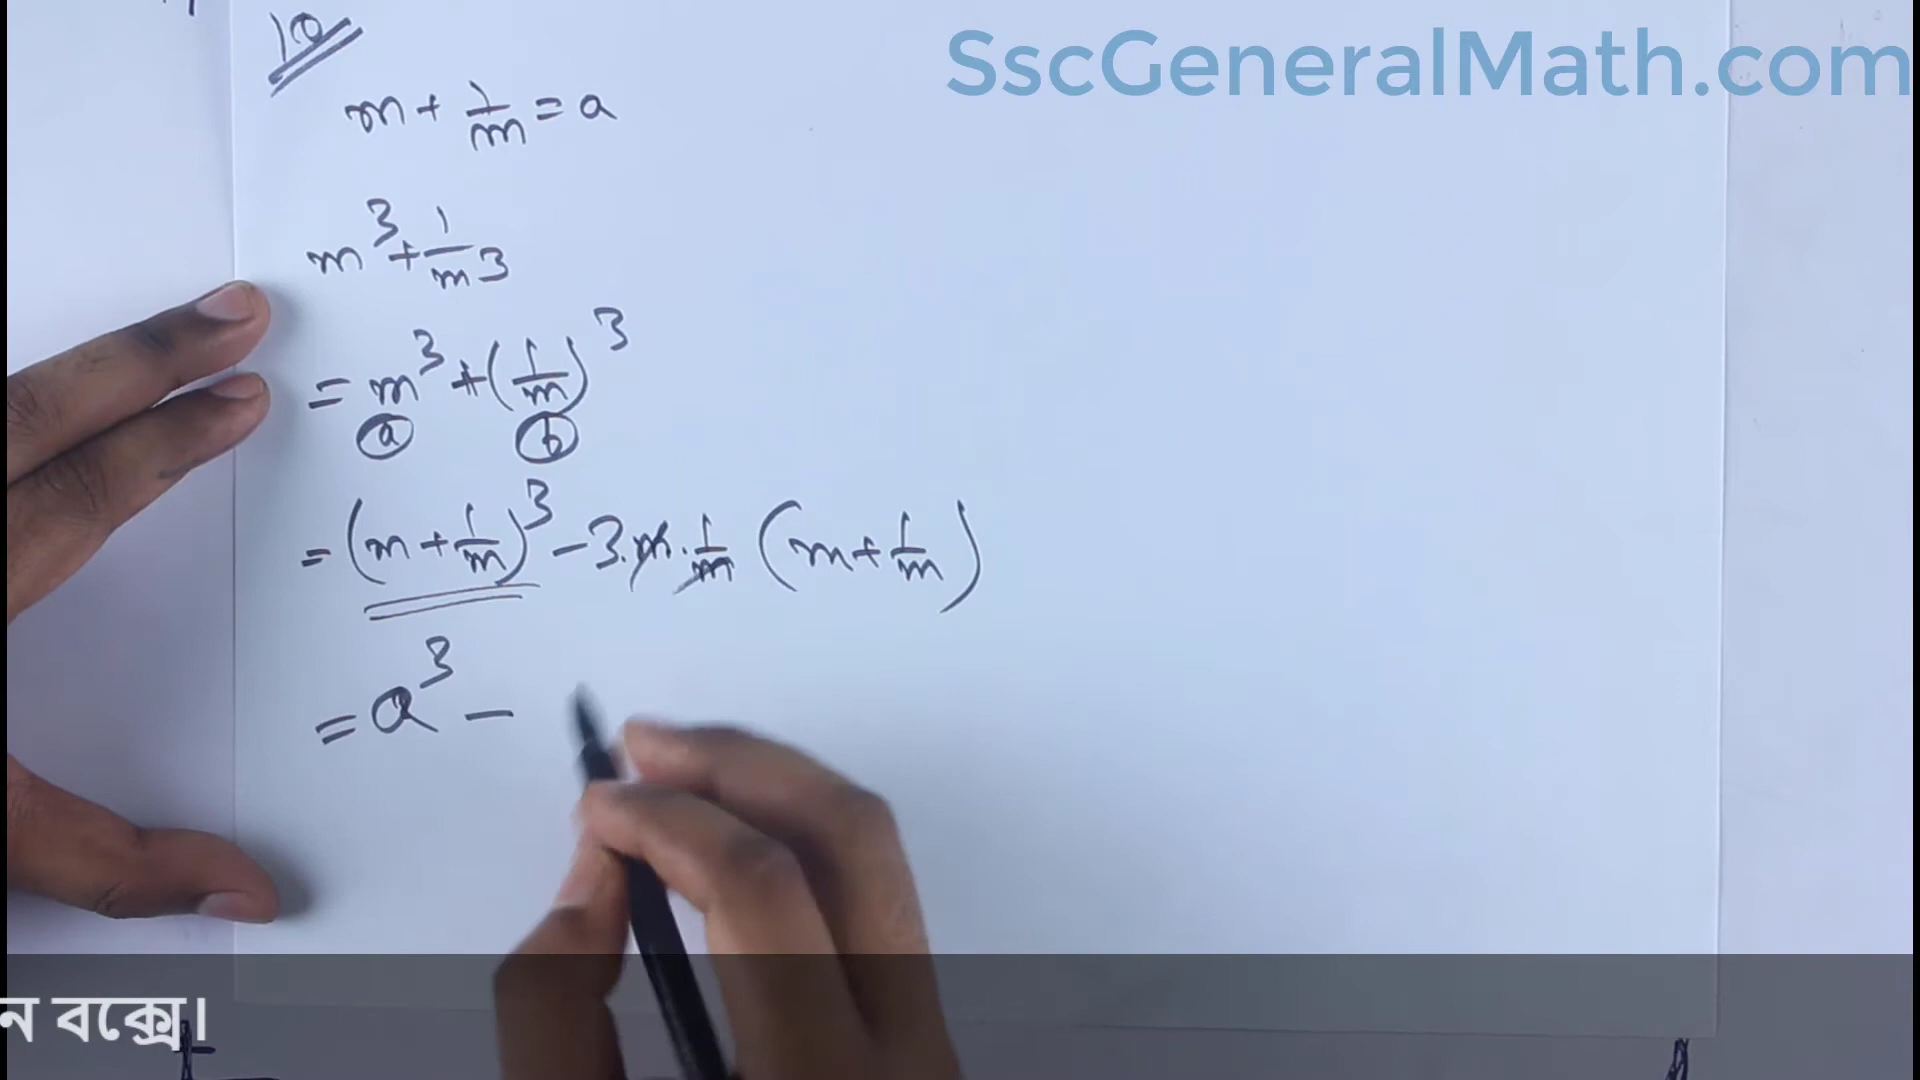 SscGeneralMath.com
10
m + 1/m = a
m³ + 1/m³
= m³ + (1/m)³
a b
= (m + 1/m)³ - 3.m.1/m (m + 1/m)
= a³ -
ন বক্সে।